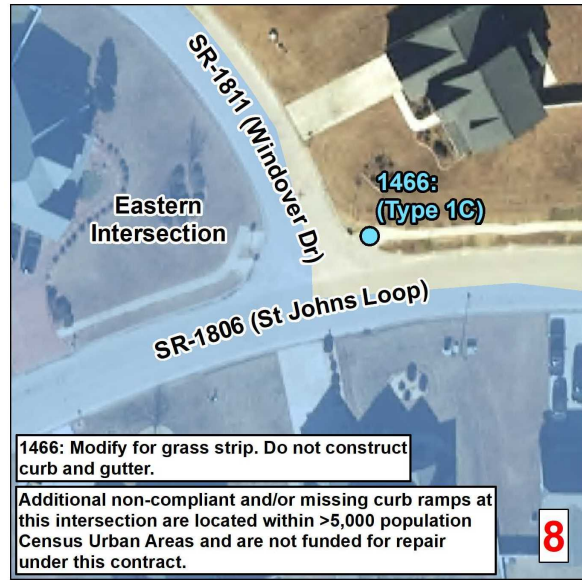 SR-1811 (Windover Dr)
1466:
(Type 1C)
Eastern
Intersection
SR-1806 (St Johns Loop)
1466: Modify for grass strip. Do not construct
curb and gutter.
Additional non-compliant and/or missing curb ramps at
this intersection are located within >5,000 population
Census Urban Areas and are not funded for repair
under this contract.
8